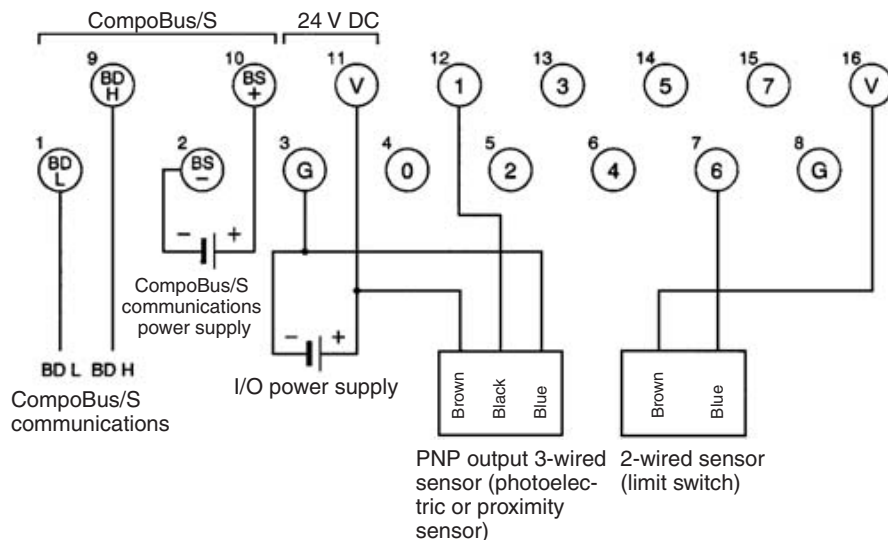 CompoBus/S 24 V DC
9 10 11 12 13 14 15 16
BD H BS + V 1 3 5 7 V
1 2 3 4 5 6 7 8
BD L BS – G 0 2 4 6 G
– +
CompoBus/S
communications
power supply
– +
I/O power supply
BD L BD H
CompoBus/S
communications
Brown Black Blue
Brown Blue
PNP output 3-wired
sensor (photoelec-
tric or proximity
sensor)
2-wired sensor
(limit switch)